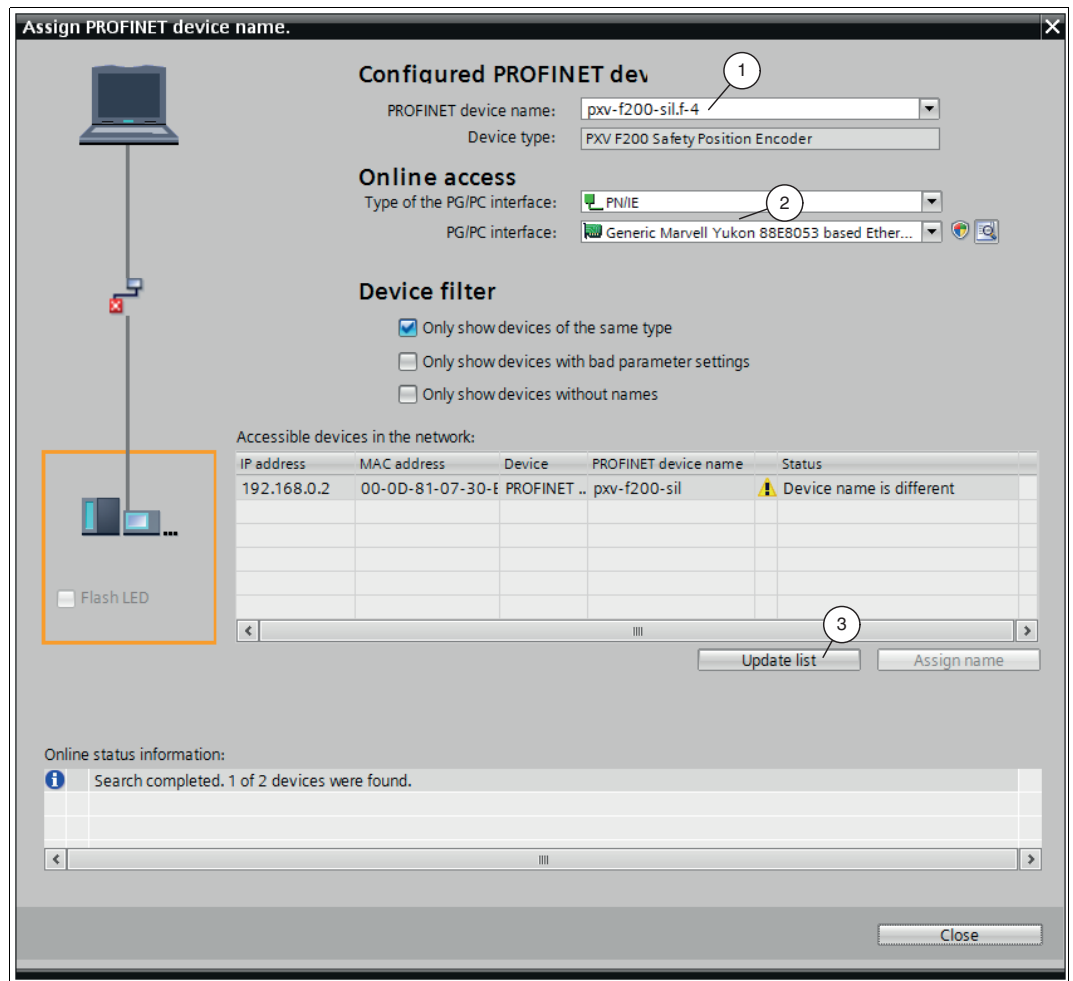 Assign PROFINET device name.
1
Configured PROFINET dev
PROFINET device name: pxv-f200-sil.f-4
Device type: PXV F200 Safety Position Encoder
Online access
Type of the PG/PC interface: PN/IE
2
PG/PC interface: Generic Marvell Yukon 88E8053 based Ether...
Device filter
Only show devices of the same type
Only show devices with bad parameter settings
Only show devices without names
Accessible devices in the network:
IP address MAC address Device PROFINET device name Status
192.168.0.2 00-0D-81-07-30-E PROFINET .. pxv-f200-sil Device name is different
...
Flash LED
3
Update list Assign name
Online status information:
Search completed. 1 of 2 devices were found.
Close